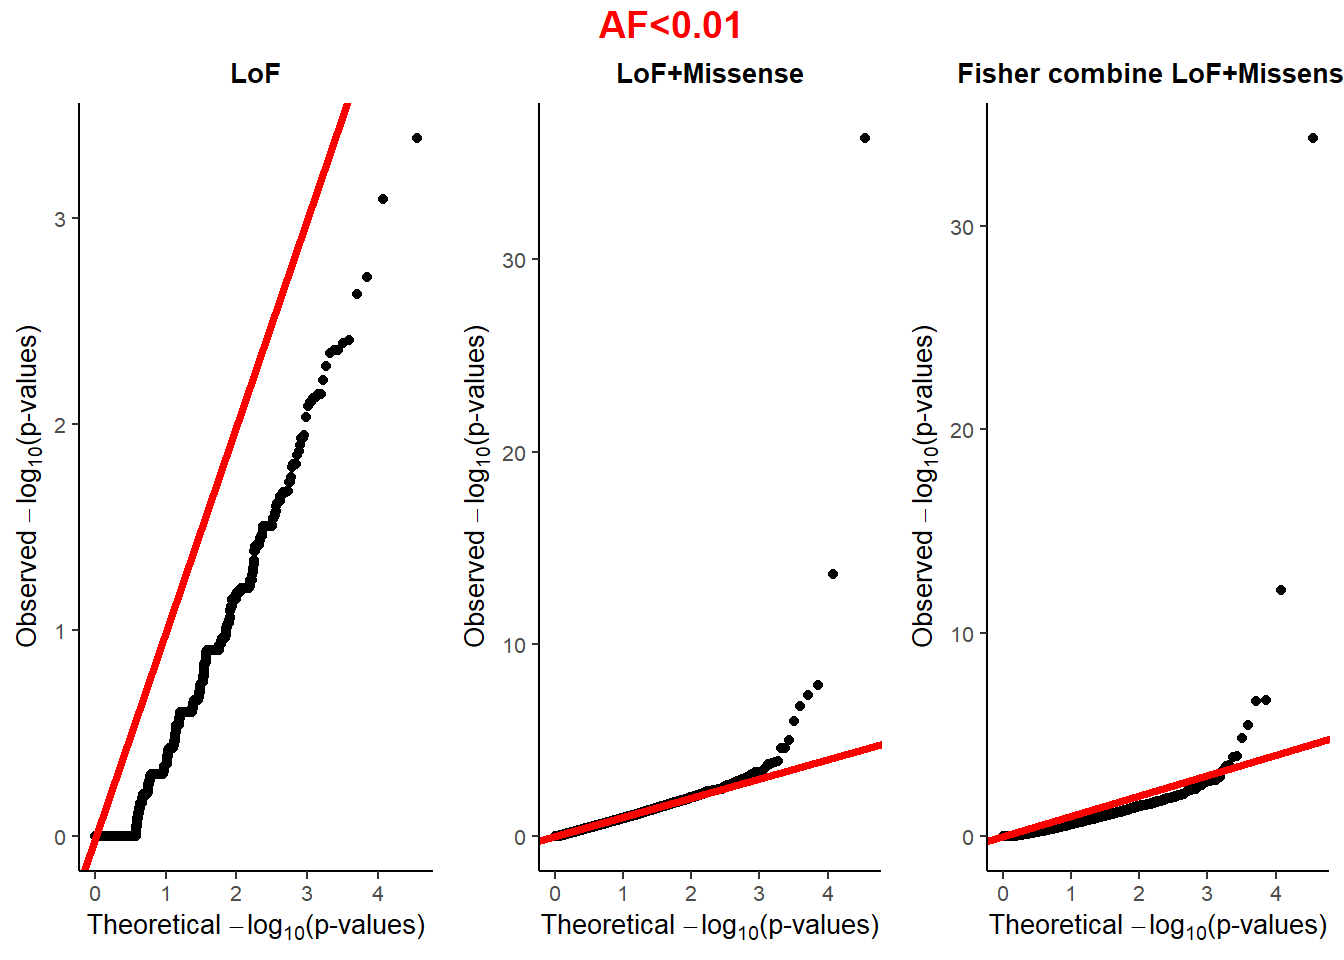 AF<0.01
LoF
LoF+Missense
Fisher combine LoF+Missens
Observed −log10(p-values)
3
2
1
0
0 1 2 3 4
Theoretical −log10(p-values)
Observed −log10(p-values)
30
20
10
0
0 1 2 3 4
Theoretical −log10(p-values)
Observed −log10(p-values)
30
20
10
0
0 1 2 3 4
Theoretical −log10(p-values)